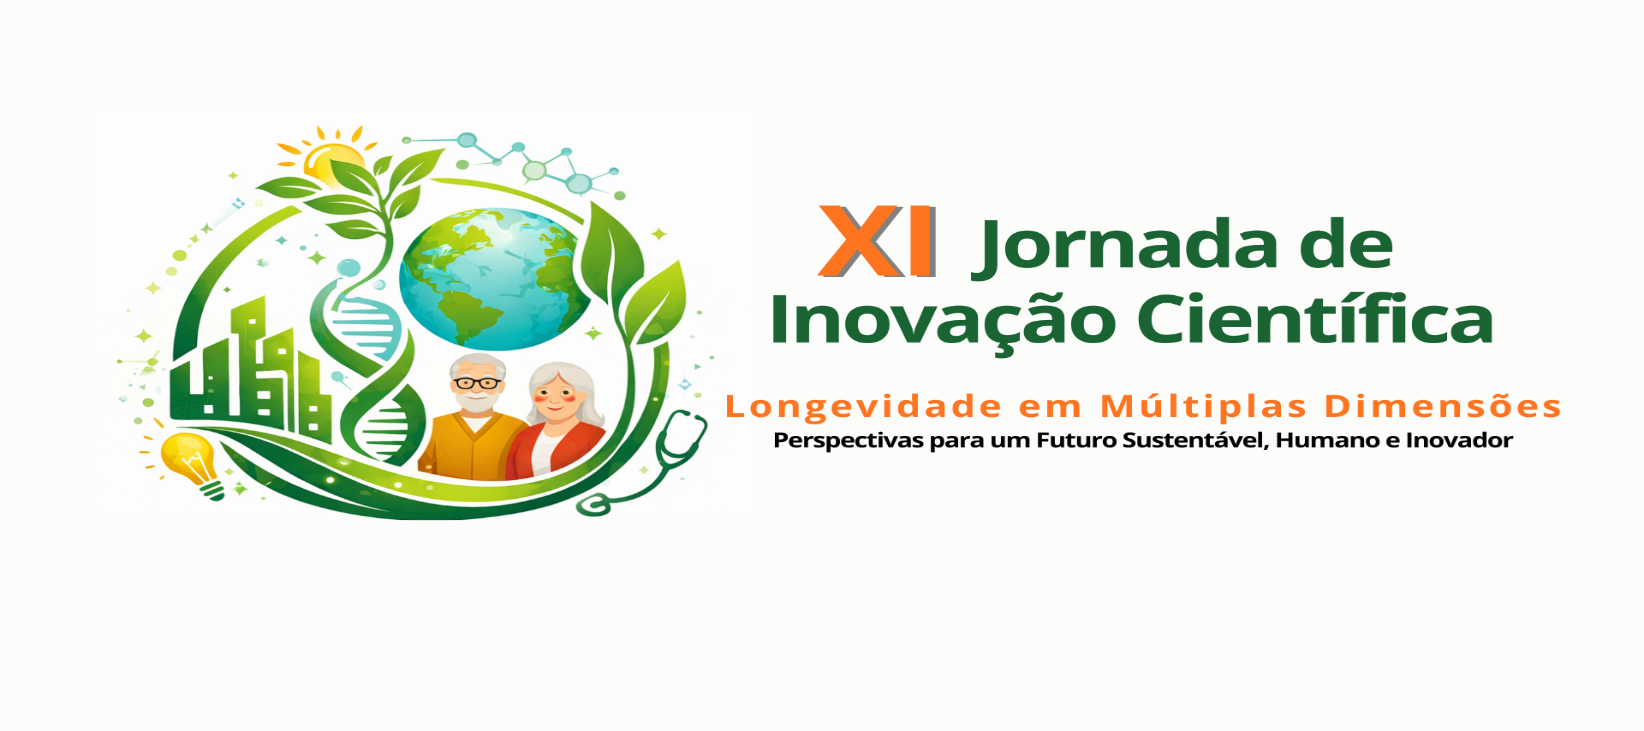 XI Jornada de
Inovação Científica
Longevidade em Múltiplas Dimensões
Perspectivas para um Futuro Sustentável, Humano e Inovador